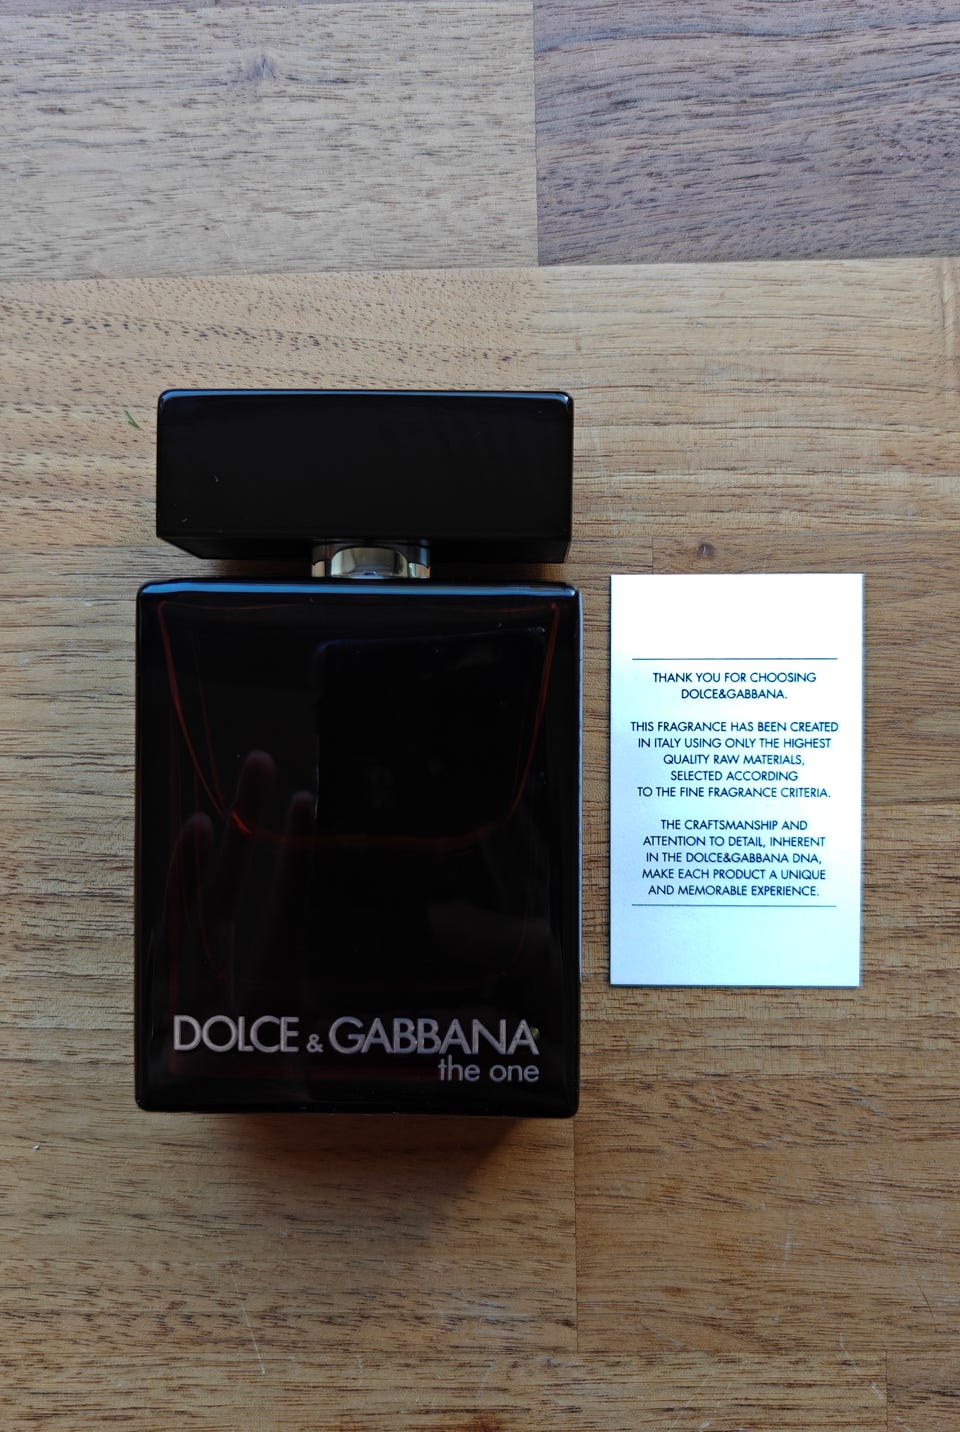 DOLCE & GABBANA
the one
THANK YOU FOR CHOOSING
DOLCE&GABBANA.
THIS FRAGRANCE HAS BEEN CREATED
IN ITALY USING ONLY THE HIGHEST
QUALITY RAW MATERIALS,
SELECTED ACCORDING
TO THE FINE FRAGRANCE CRITERIA.
THE CRAFTSMANSHIP AND
ATTENTION TO DETAIL, INHERENT
IN THE DOLCE&GABBANA DNA,
MAKE EACH PRODUCT A UNIQUE
AND MEMORABLE EXPERIENCE.